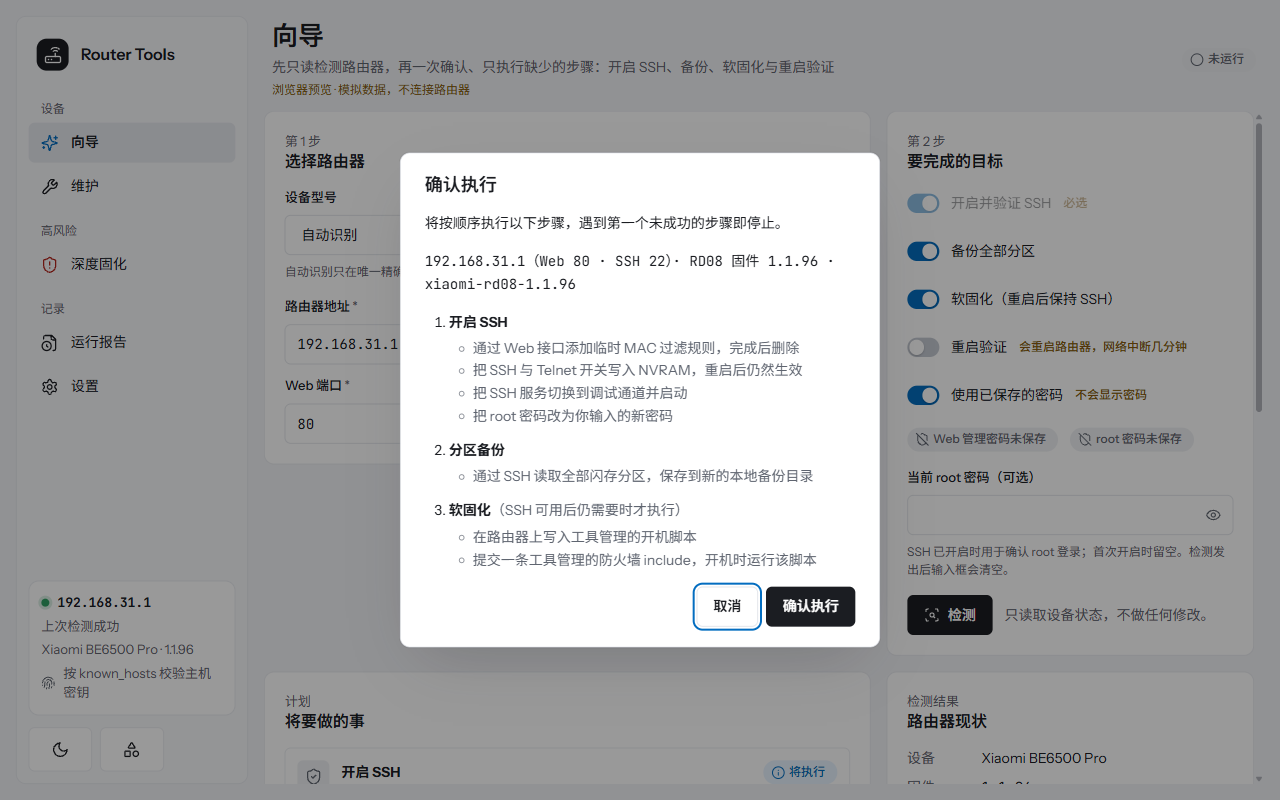 Router Tools
设备
向导
维护
高风险
深度固化
记录
运行报告
设置
192.168.31.1
上次检测成功
Xiaomi BE6500 Pro · 1.1.96
按 known_hosts 校验主机
密钥
向导
先只读检测路由器，再一次确认、只执行缺少的步骤：开启 SSH、备份、软固化与重启验证
浏览器预览 · 模拟数据，不连接路由器
未运行
第 1 步
选择路由器
设备型号
自动识别
自动识别只在唯一精确
路由器地址 *
192.168.31.1
Web 端口 *
80
确认执行
将按顺序执行以下步骤，遇到第一个未成功的步骤即停止。
192.168.31.1（Web 80 · SSH 22）· RD08 固件 1.1.96 ·
xiaomi-rd08-1.1.96
1. 开启 SSH
通过 Web 接口添加临时 MAC 过滤规则，完成后删除
把 SSH 与 Telnet 开关写入 NVRAM，重启后仍然生效
把 SSH 服务切换到调试通道并启动
把 root 密码改为你输入的新密码
2. 分区备份
通过 SSH 读取全部闪存分区，保存到新的本地备份目录
3. 软固化（SSH 可用后仍需要时才执行）
在路由器上写入工具管理的开机脚本
提交一条工具管理的防火墙 include，开机时运行该脚本
取消
确认执行
第 2 步
要完成的目标
开启并验证 SSH 必选
备份全部分区
软固化（重启后保持 SSH）
重启验证 会重启路由器，网络中断几分钟
使用已保存的密码 不会显示密码
Web 管理密码未保存
root 密码未保存
当前 root 密码（可选）
SSH 已开启时用于确认 root 登录；首次开启时留空。检测发
出后输入框会清空。
检测
只读取设备状态，不做任何修改。
计划
将要做的事
开启 SSH
将执行
检测结果
路由器现状
设备 Xiaomi BE6500 Pro